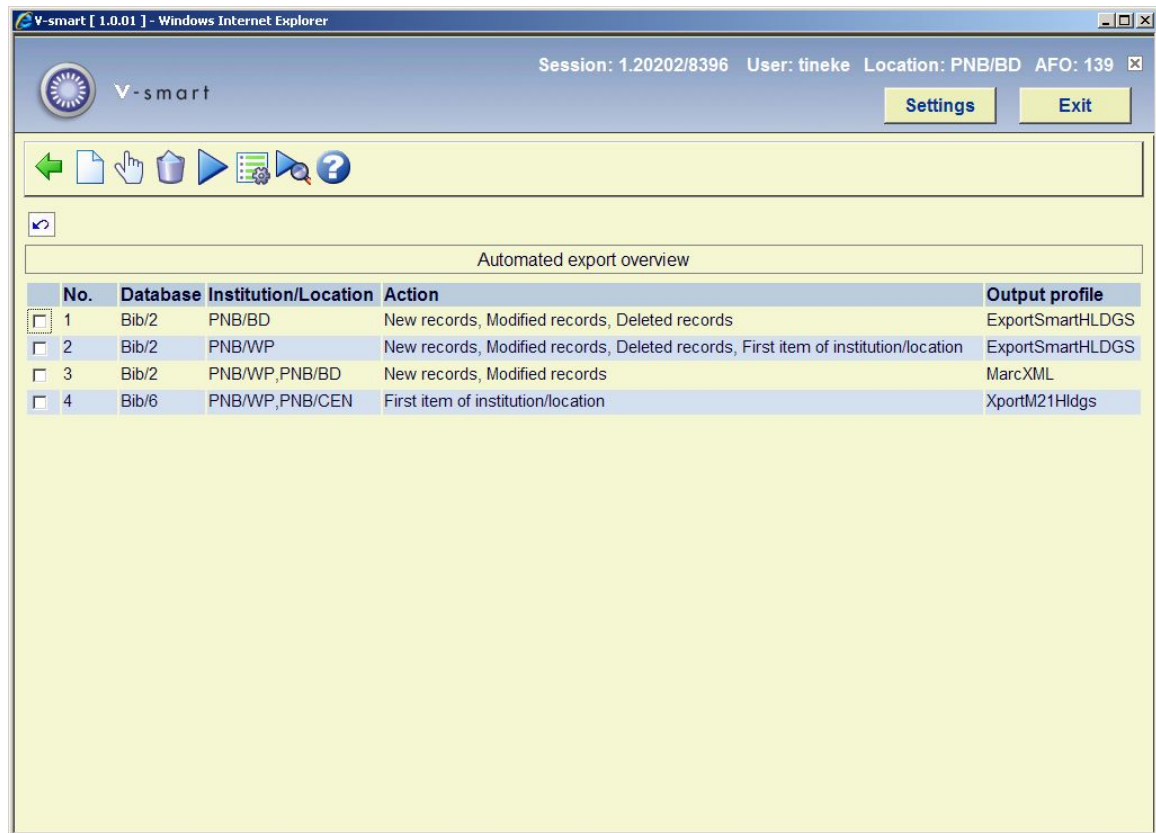 V-smart [ 1.0.01 ] - Windows Internet Explorer
Session: 1.20202/8396 User: tineke Location: PNB/BD AFO: 139
V-smart
Settings Exit
Automated export overview
No. Database Institution/Location Action Output profile
1 Bib/2 PNB/BD New records, Modified records, Deleted records ExportSmartHLDGS
2 Bib/2 PNB/WP New records, Modified records, Deleted records, First item of institution/location ExportSmartHLDGS
3 Bib/2 PNB/WP,PNB/BD New records, Modified records MarcXML
4 Bib/6 PNB/WP,PNB/CEN First item of institution/location XportM21Hldgs